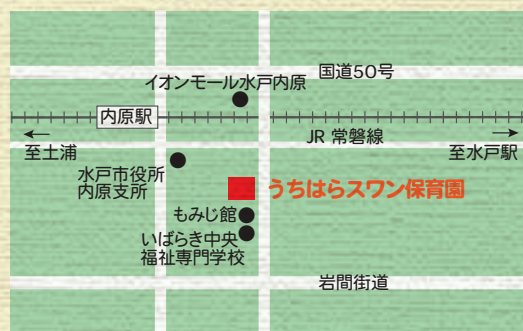 国道50号
イオンモール水戸内原
内原駅
JR 常磐線
至土浦
至水戸駅
水戸市役所
内原支所
うちはらスワン保育園
もみじ館
いばらき中央
福祉専門学校
岩間街道